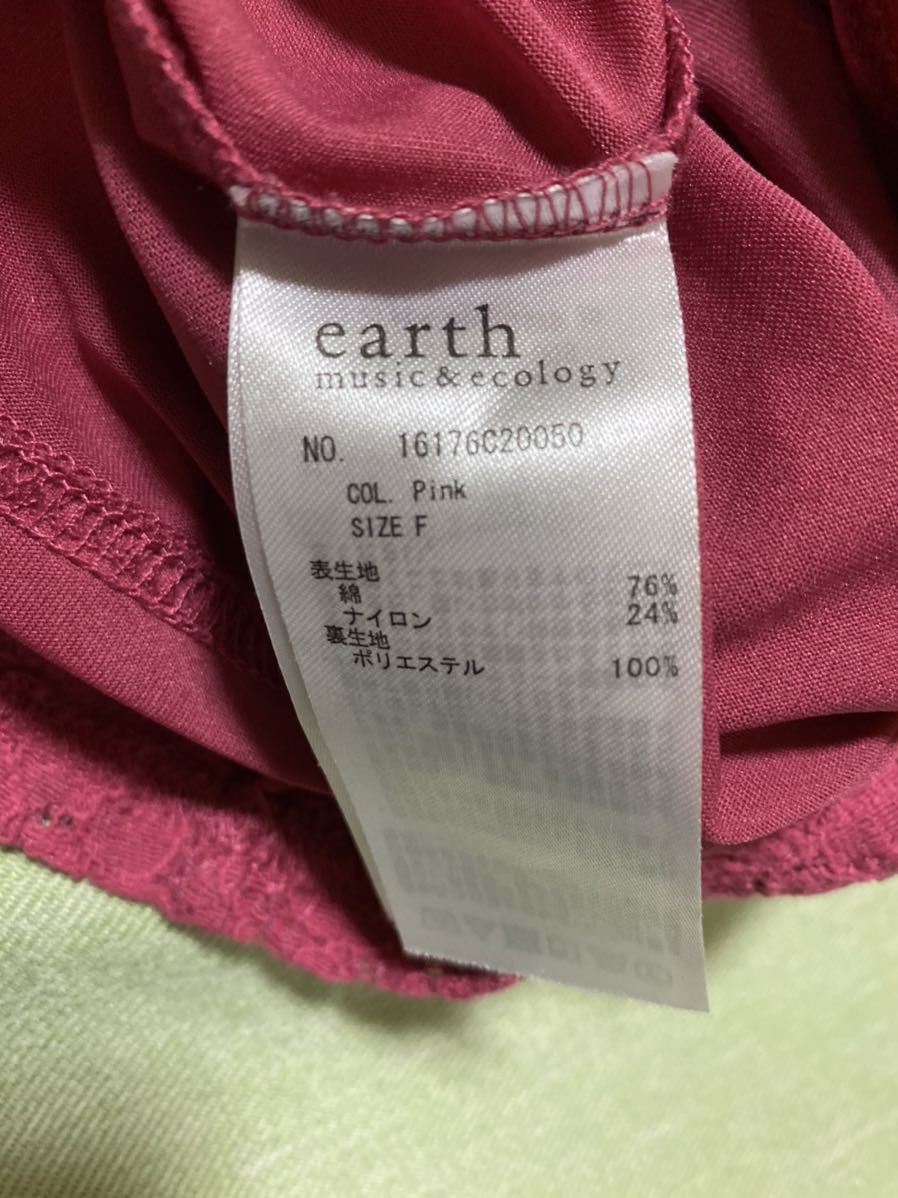 earth
music&ecology
NO. 16176C20050
COL. Pink
SIZE F
表生地
綿 76%
ナイロン 24%
裏生地
ポリエステル 100%